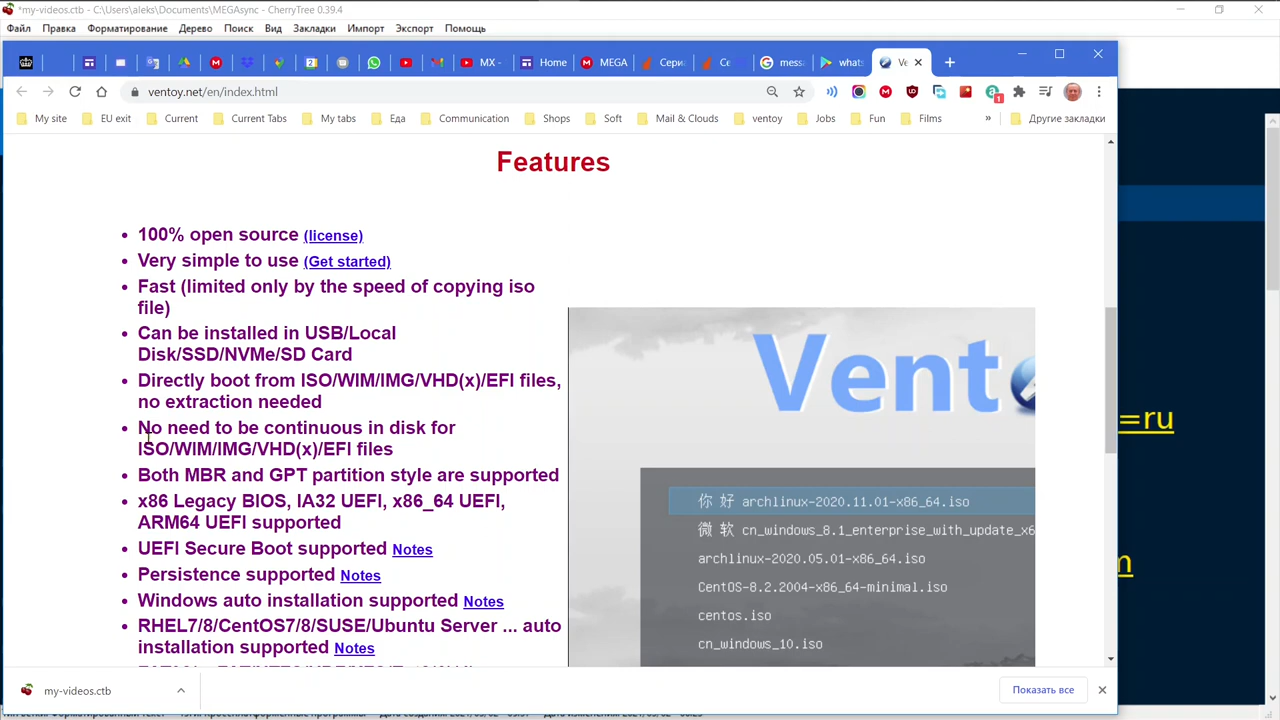 *my-videos.ctb - C:\Users\aleks\Documents\MEGAsync - CherryTree 0.39.4
Файл Правка Форматирование Дерево Поиск Вид Закладки Импорт Экспорт Помощь
MX - Home MEGA Сери Се messa whats Ve
ventoy.net/en/index.html
My site EU exit Current Current Tabs My tabs Еда Communication Shops Soft Mail & Clouds ventoy Jobs Fun Films » Другие закладки
Features
100% open source (license)
Very simple to use (Get started)
Fast (limited only by the speed of copying iso
file)
Can be installed in USB/Local
Disk/SSD/NVMe/SD Card
Directly boot from ISO/WIM/IMG/VHD(x)/EFI files,
no extraction needed
No need to be continuous in disk for
ISO/WIM/IMG/VHD(x)/EFI files
Both MBR and GPT partition style are supported
x86 Legacy BIOS, IA32 UEFI, x86_64 UEFI,
ARM64 UEFI supported
UEFI Secure Boot supported Notes
Persistence supported Notes
Windows auto installation supported Notes
RHEL7/8/CentOS7/8/SUSE/Ubuntu Server ... auto
installation supported Notes
Vent
你好 archlinux-2020.11.01-x86_64.iso
微软 cn_windows_8.1_enterprise_with_update_x6
archlinux-2020.05.01-x86_64.iso
CentOS-8.2.2004-x86_64-minimal.iso
centos.iso
cn_windows_10.iso
=ru
m
my-videos.ctb
Показать все